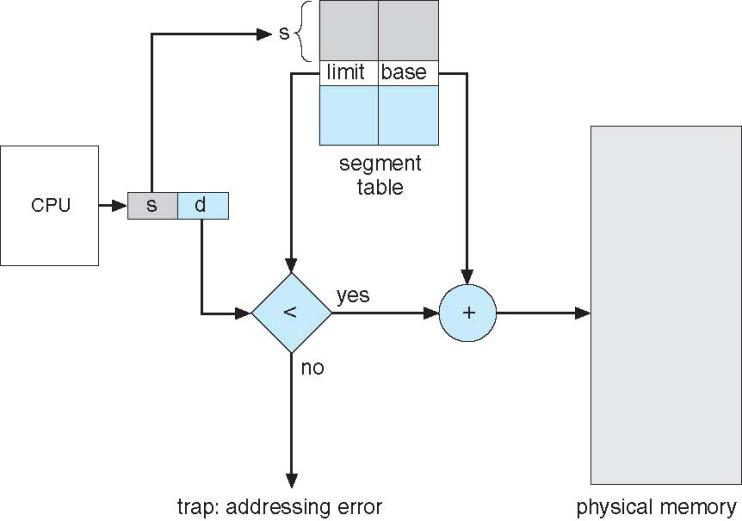 s
limit base
segment
table
CPU
s d
<
yes
+
no
trap: addressing error
physical memory